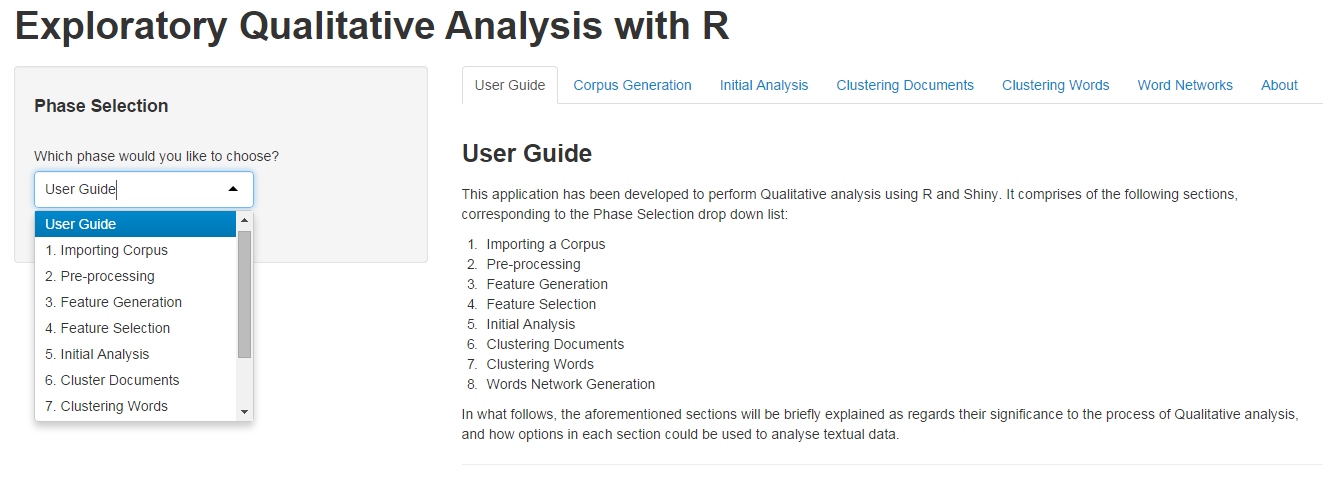 Exploratory Qualitative Analysis with R
Phase Selection
Which phase would you like to choose?
User Guide
User Guide
1. Importing Corpus
2. Pre-processing
3. Feature Generation
4. Feature Selection
5. Initial Analysis
6. Cluster Documents
7. Clustering Words
User Guide Corpus Generation Initial Analysis Clustering Documents Clustering Words Word Networks About
User Guide
This application has been developed to perform Qualitative analysis using R and Shiny. It comprises of the following sections,
corresponding to the Phase Selection drop down list:
1. Importing a Corpus
2. Pre-processing
3. Feature Generation
4. Feature Selection
5. Initial Analysis
6. Clustering Documents
7. Clustering Words
8. Words Network Generation
In what follows, the aforementioned sections will be briefly explained as regards their significance to the process of Qualitative analysis,
and how options in each section could be used to analyse textual data.